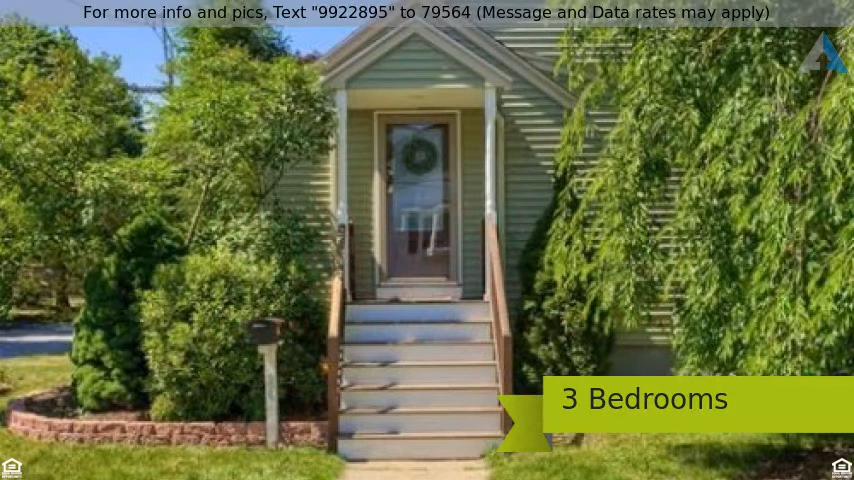 For more info and pics, Text "9922895" to 79564 (Message and Data rates may apply)
3 Bedrooms